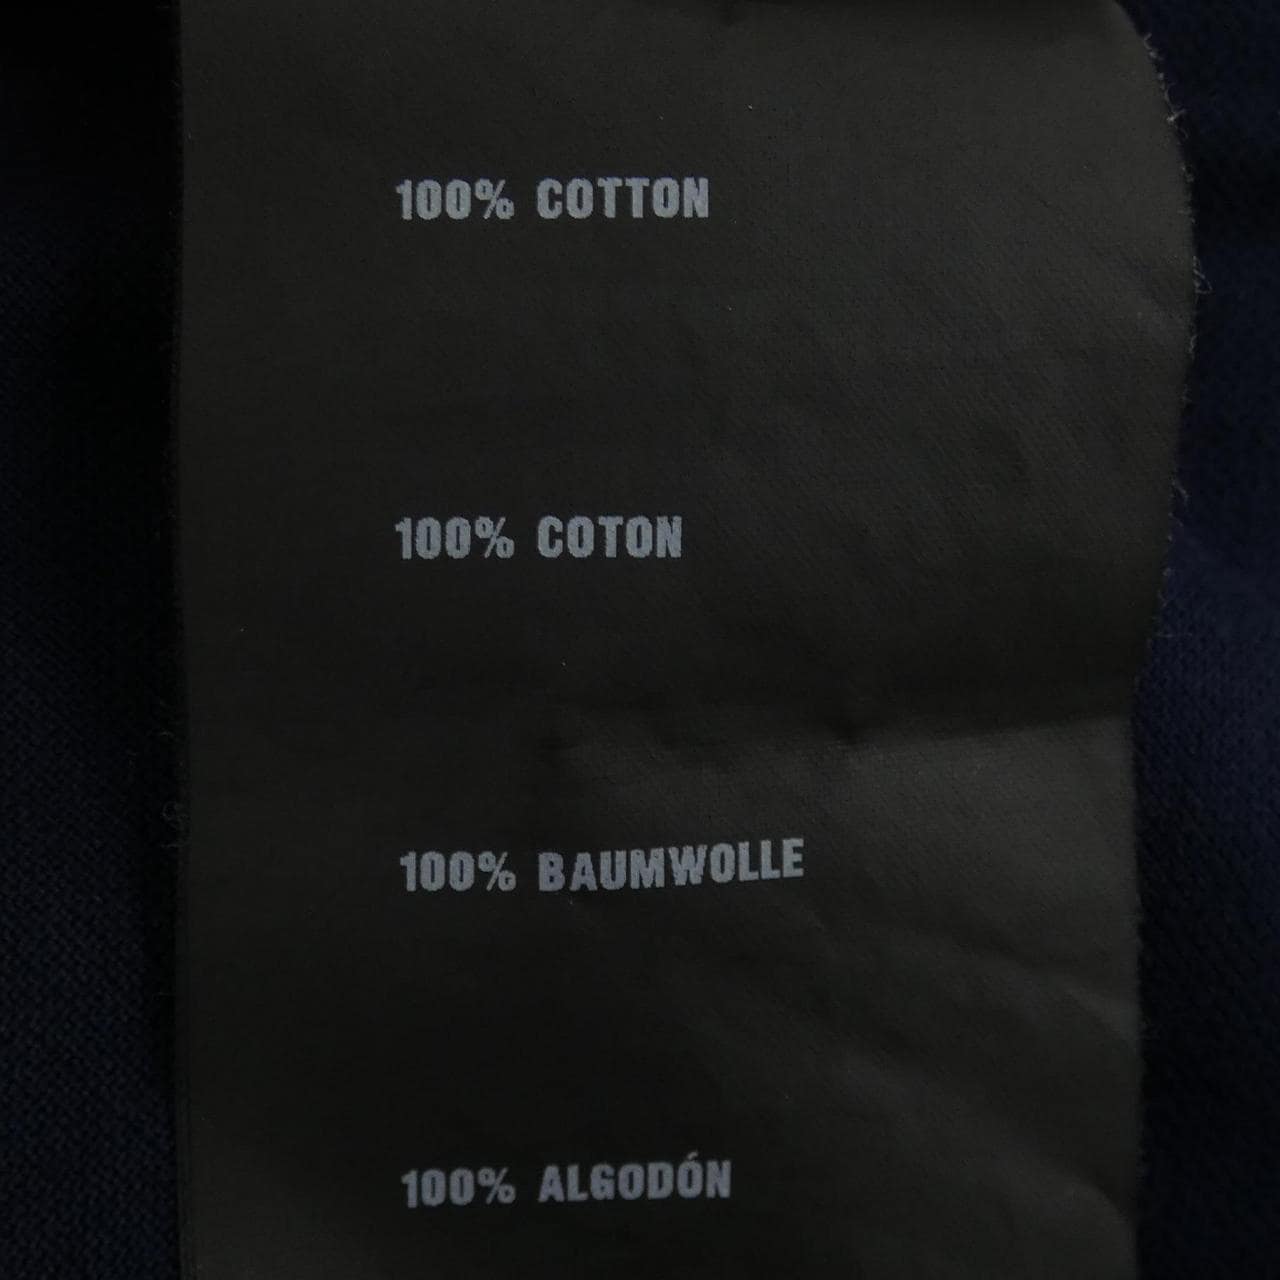 100% COTTON
100% COTON
100% BAUMWOLLE
100% ALGODÓN